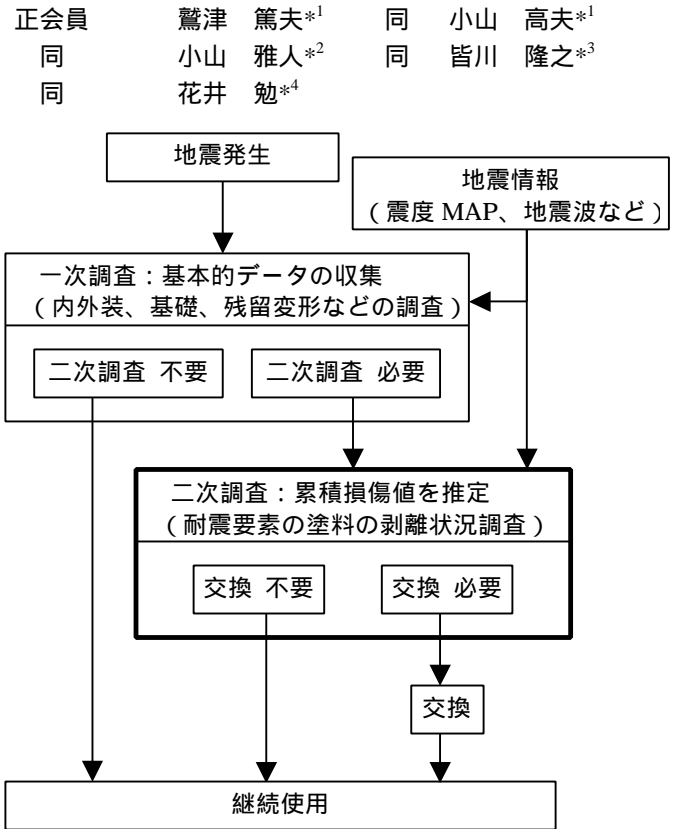 正会員 鷲津 篤夫*1 同 小山 高夫*1
同 小山 雅人*2 同 皆川 隆之*3
同 花井 勉*4
地震発生
地震情報
（震度 MAP、地震波など）
一次調査：基本的データの収集
（内外装、基礎、残留変形などの調査）
二次調査 不要 二次調査 必要
二次調査：累積損傷値を推定
（耐震要素の塗料の剥離状況調査）
交換 不要 交換 必要
交換
継続使用